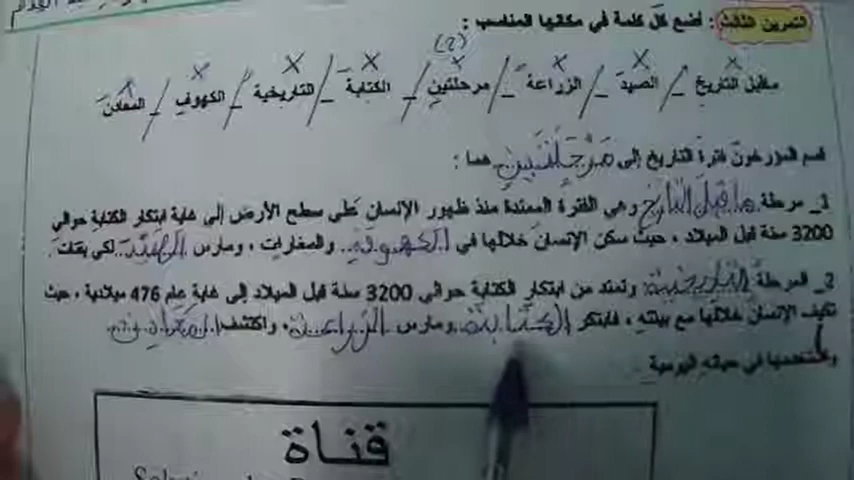 التمرين الثالث : أضع كلّ كلمة في مكانها المناسب :
(2)
ماقبل التاريخ _ الصيد _ الزراعة _ مرحلتين _ الكتابة _ التاريخية _ الكهوف _ المعادن
قسم المؤرخون فترة التاريخ إلى مَرْحَلَتَيْنِ هما :
1_ مرحلة ما قبل التاريخ وهي الفترة الممتدة منذ ظهور الإنسان على سطح الأرض إلى غاية ابتكار الكتابة حوالي
3200 سنة قبل الميلاد ، حيث سكن الإنسان خلالها في الكهوف والمغارات ، ومارس الصيد لكي يقتات .
2_ المرحلة التاريخية وتمتد من ابتكار الكتابة حوالي 3200 سنة قبل الميلاد إلى غاية عام 476 ميلادية ، حيث
تكيف الإنسان خلالها مع بيئته ، فابتكر الكتابة ومارس الزراعة ، واكتشف المعادن
واستخدمها في حياته اليومية .
قناة